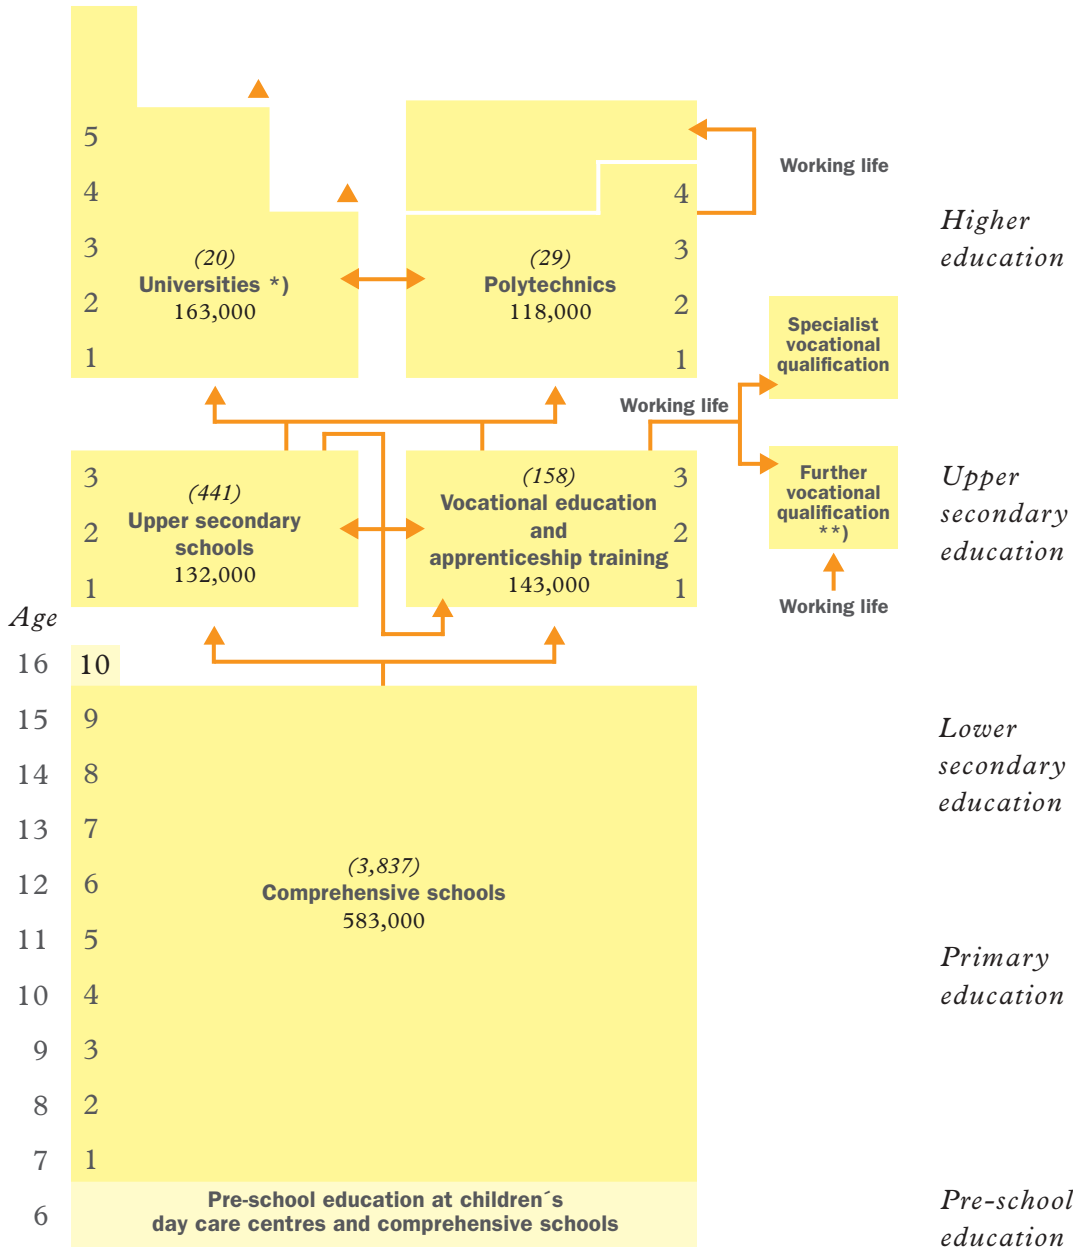 5
4
3
2
1
(20)
Universities *)
163,000
(29)
Polytechnics
118,000
4
3
2
1
Working life
Higher
education
Specialist
vocational
qualification
Working life
3
2
1
(441)
Upper secondary
schools
132,000
(158)
Vocational education
and
apprenticeship training
143,000
3
2
1
Further
vocational
qualification
**)
Working life
Upper
secondary
education
Age
16 10
15 9
14 8
13 7
12 6
11 5
10 4
9 3
8 2
7 1
6
(3,837)
Comprehensive schools
583,000
Lower
secondary
education
Primary
education
Pre-school education at children´s
day care centres and comprehensive schools
Pre-school
education